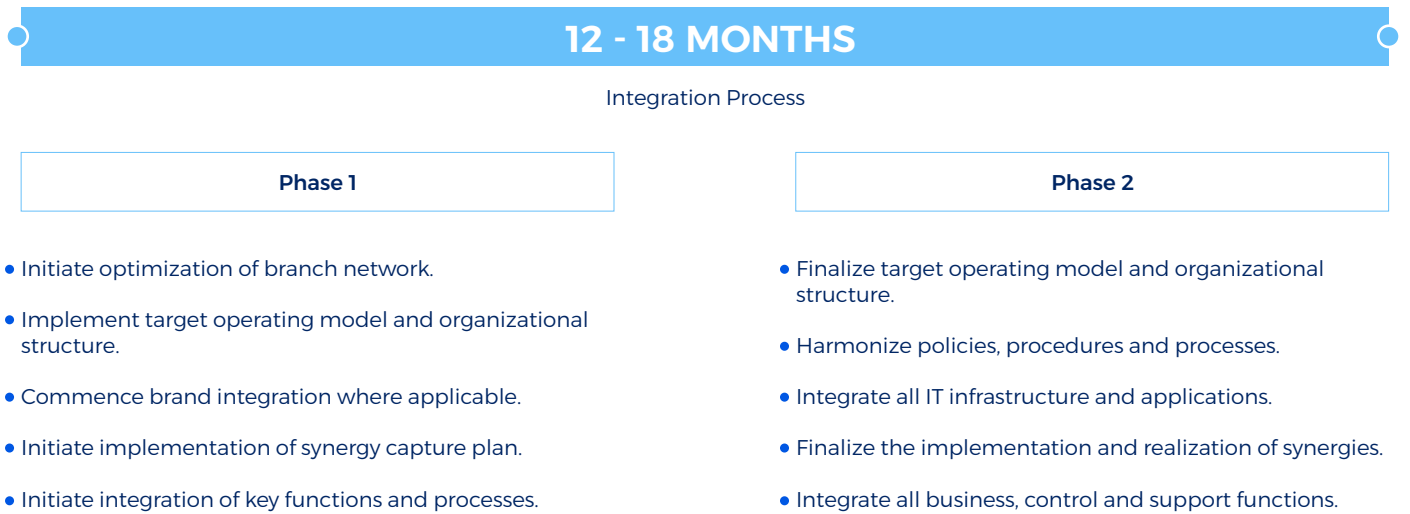 12 - 18 MONTHS
Integration Process
Phase 1
Initiate optimization of branch network.
Implement target operating model and organizational
structure.
Commence brand integration where applicable.
Initiate implementation of synergy capture plan.
Initiate integration of key functions and processes.
Phase 2
Finalize target operating model and organizational
structure.
Harmonize policies, procedures and processes.
Integrate all IT infrastructure and applications.
Finalize the implementation and realization of synergies.
Integrate all business, control and support functions.